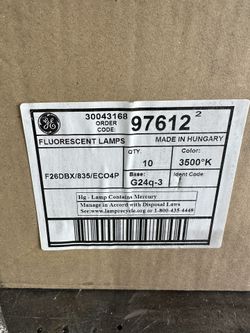 GE
30043168
ORDER
CODE: 97612 2
FLUORESCENT LAMPS MADE IN HUNGARY
QTY: Color:
10 3500°K
F26DBX/835/ECO4P Base: Ident Code
G24q-3
Hg - Lamp Contains Mercury
Manage in Accord with Disposal Laws
See:www.lamprecycle.org or 1-800-435-4449